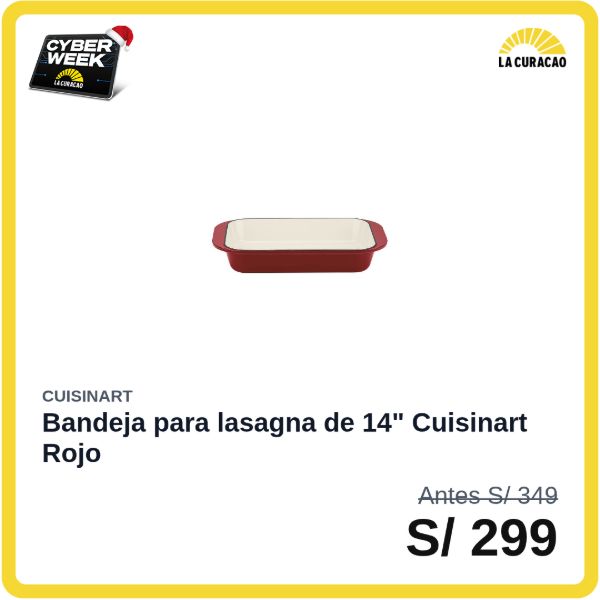 CYBER
WEEK
LA CURACAO
LA CURACAO
CUISINART
Bandeja para lasagna de 14" Cuisinart
Rojo
Antes S/ 349
S/ 299